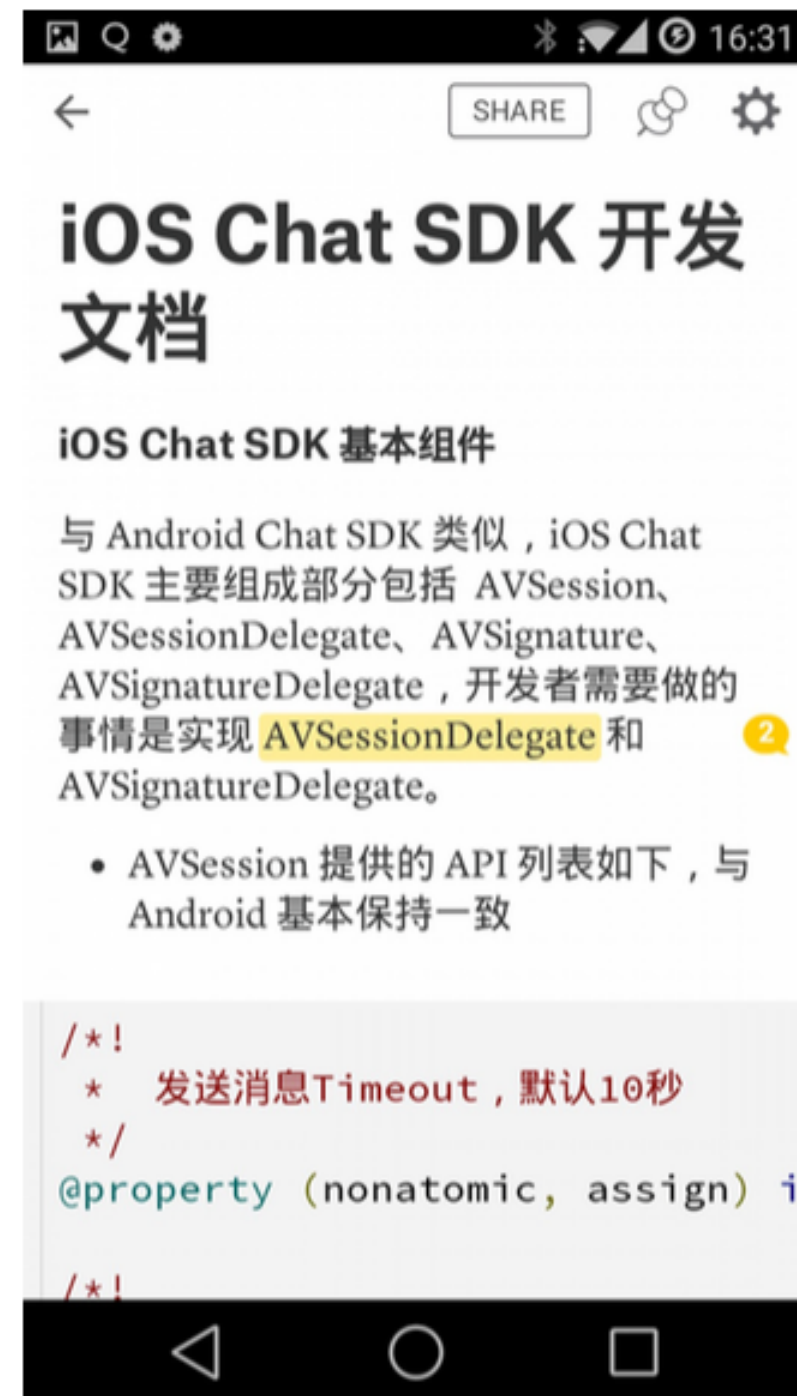 16:31
SHARE
iOS Chat SDK 开发
文档
iOS Chat SDK 基本组件
与 Android Chat SDK 类似，iOS Chat
SDK 主要组成部分包括 AVSession、
AVSessionDelegate、AVSignature、
AVSignatureDelegate，开发者需要做的
事情是实现 AVSessionDelegate 和
2
AVSignatureDelegate。
• AVSession 提供的 API 列表如下，与
Android 基本保持一致
/*!
* 发送消息Timeout，默认10秒
*/
@property (nonatomic, assign) i
/*!